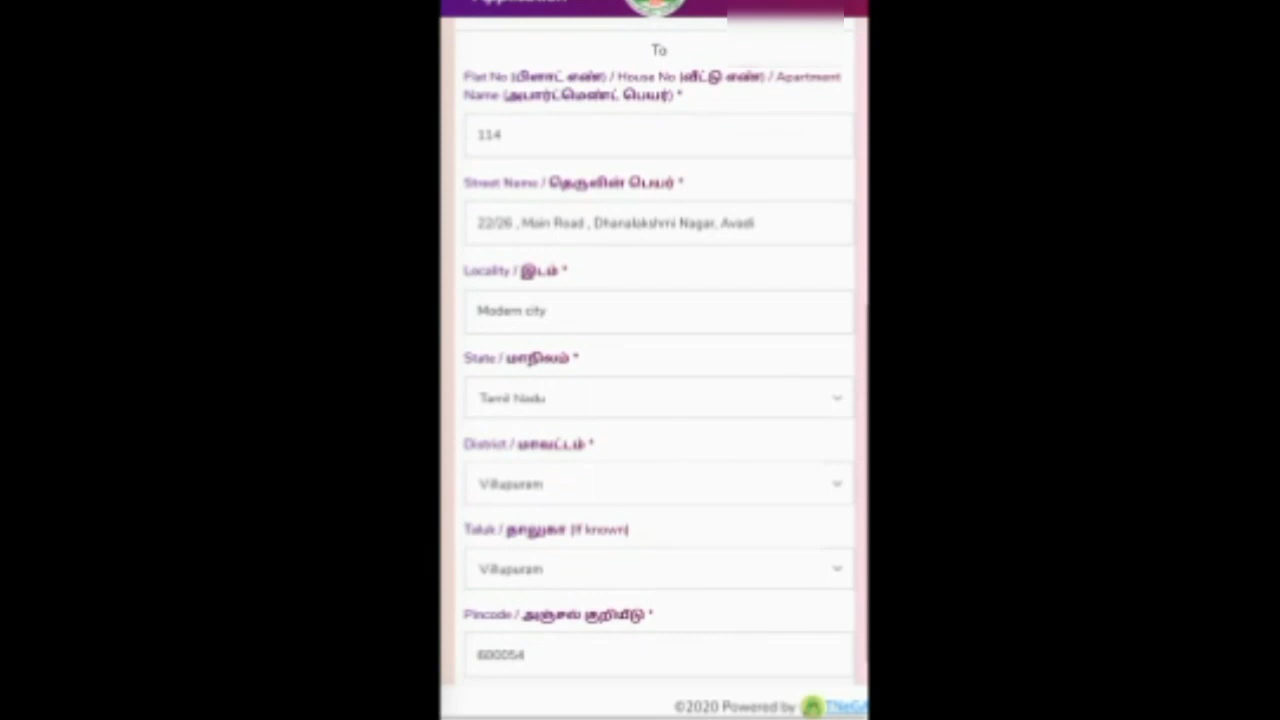 Application
To
Flat No (பிளாட் எண்) / House No (வீட்டு எண்) / Apartment
Name (அபார்ட்மெண்ட் பெயர்) *
114
Street Name / தெருவின் பெயர் *
22/26 , Main Road , Dhanalakshmi Nagar, Avadi
Locality / இடம் *
Modern city
State / மாநிலம் *
Tamil Nadu
District / மாவட்டம் *
Villupuram
Taluk / தாலுகா (If known)
Villupuram
Pincode / அஞ்சல் குறியீடு *
600054
©2020 Powered by TNeGA